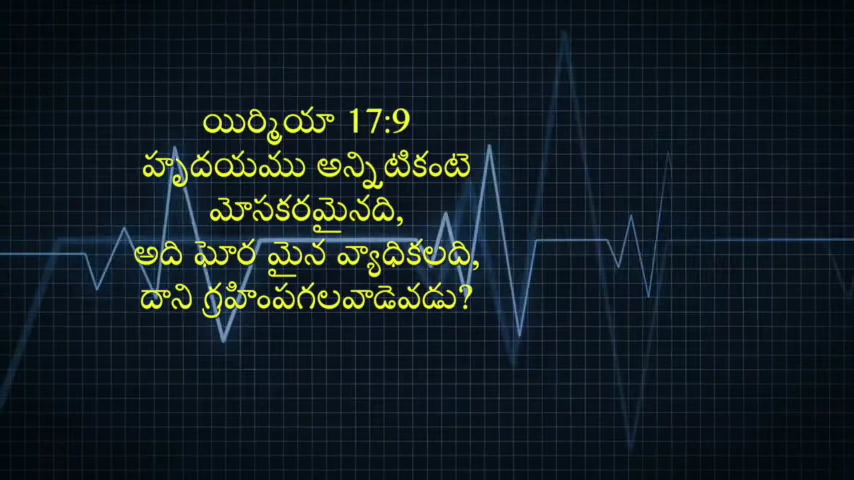 యిర్మియా 17:9
హృదయము అన్నిటికంటె
మోసకరమైనది,
అది ఘోర మైన వ్యాధికలది,
దాని గ్రహింపగలవాడెవడు?